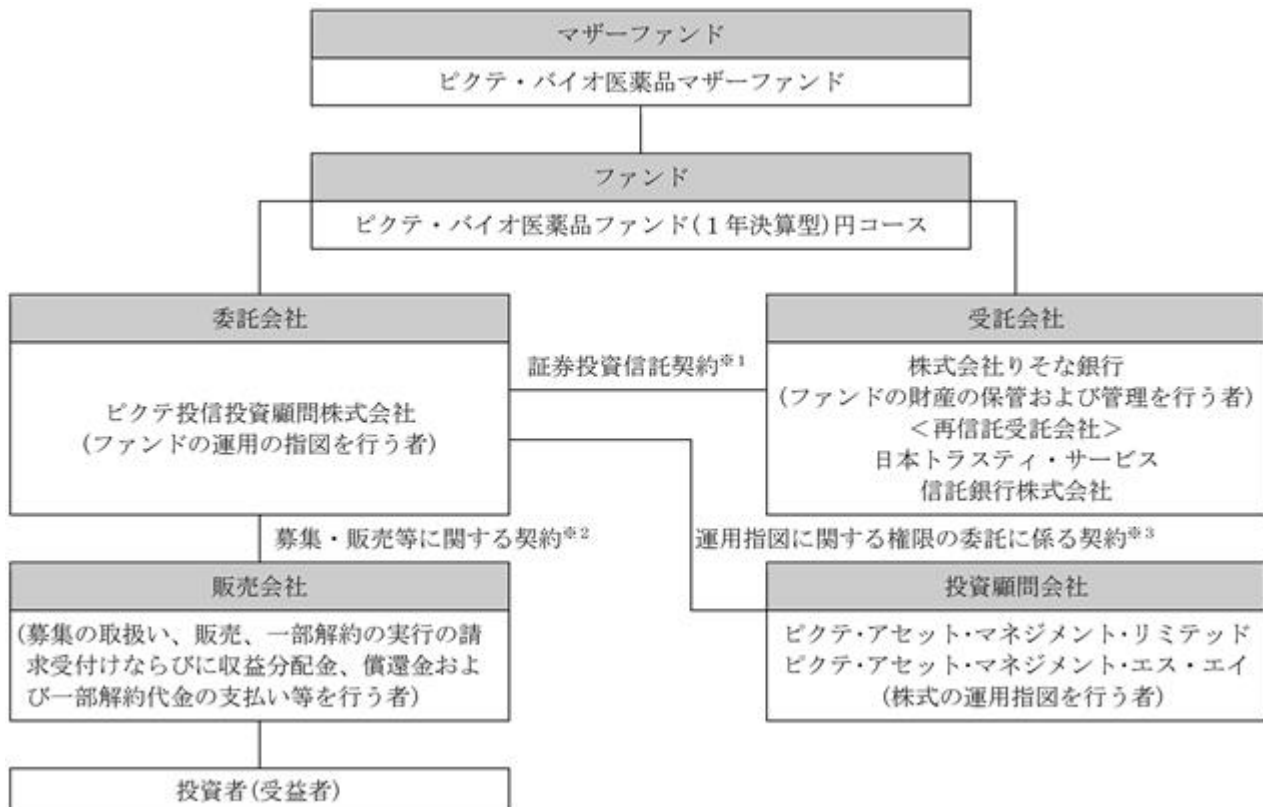 マザーファンド
ピクテ・バイオ医薬品マザーファンド
ファンド
ピクテ・バイオ医薬品ファンド(1年決算型)円コース
委託会社
ピクテ投信投資顧問株式会社
(ファンドの運用の指図を行う者)
証券投資信託契約※1
受託会社
株式会社りそな銀行
(ファンドの財産の保管および管理を行う者)
<再信託受託会社>
日本トラスティ・サービス
信託銀行株式会社
募集・販売等に関する契約※2
運用指図に関する権限の委託に係る契約※3
販売会社
(募集の取扱い、販売、一部解約の実行の請
求受付けならびに収益分配金、償還金およ
び一部解約代金の支払い等を行う者)
投資顧問会社
ピクテ・アセット・マネジメント・リミテッド
ピクテ・アセット・マネジメント・エス・エイ
(株式の運用指図を行う者)
投資者(受益者)